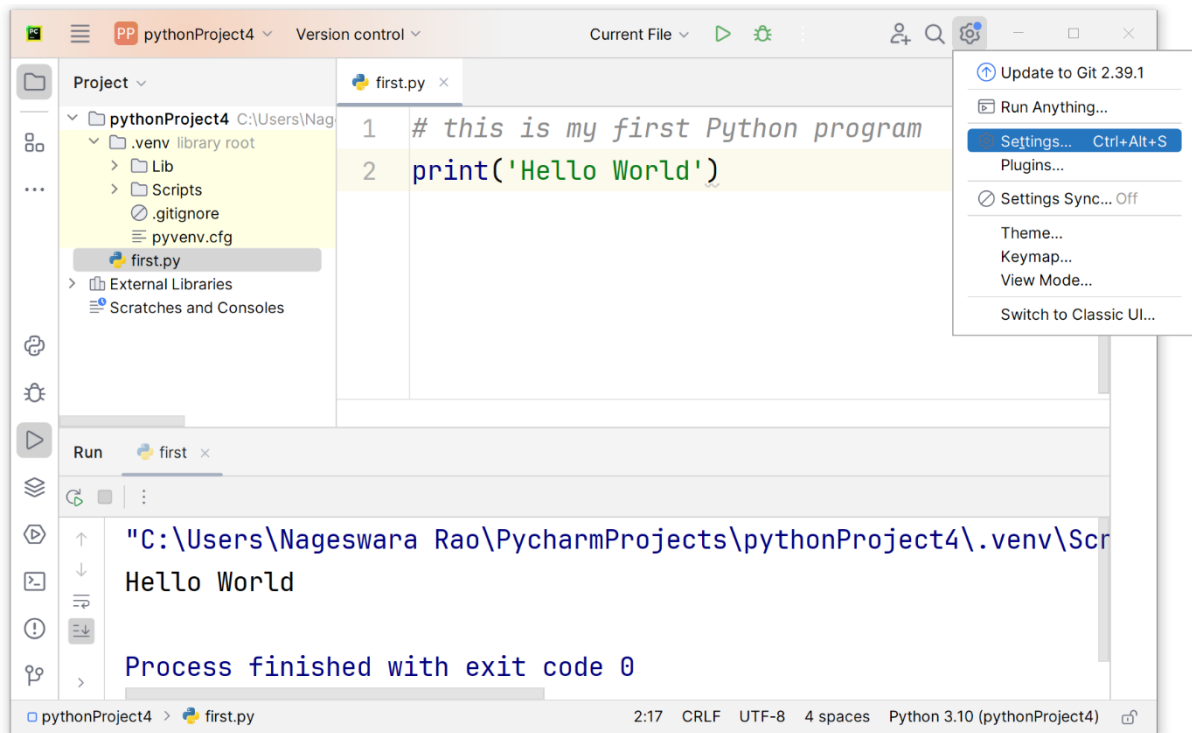 PC PP pythonProject4 Version control Current File
Project
first.py
pythonProject4 C:\Users\Nag
.venv library root
Lib
Scripts
.gitignore
pyvenv.cfg
first.py
External Libraries
Scratches and Consoles
1 # this is my first Python program
2 print('Hello World')
Update to Git 2.39.1
Run Anything...
Settings... Ctrl+Alt+S
Plugins...
Settings Sync... Off
Theme...
Keymap...
View Mode...
Switch to Classic UI...
Run first
"C:\Users\Nageswara Rao\PycharmProjects\pythonProject4\.venv\Scr
Hello World
Process finished with exit code 0
pythonProject4 > first.py 2:17 CRLF UTF-8 4 spaces Python 3.10 (pythonProject4)